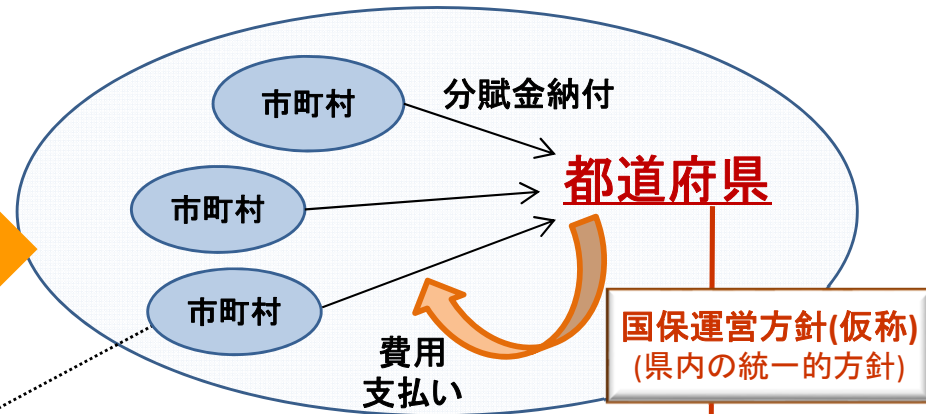 市町村
分賦金納付
都道府県
市町村
市町村
費用
支払い
国保運営方針(仮称)
(県内の統一的方針)